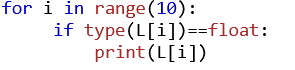 for i in range(10):
    if type(L[i])==float:
        print(L[i])